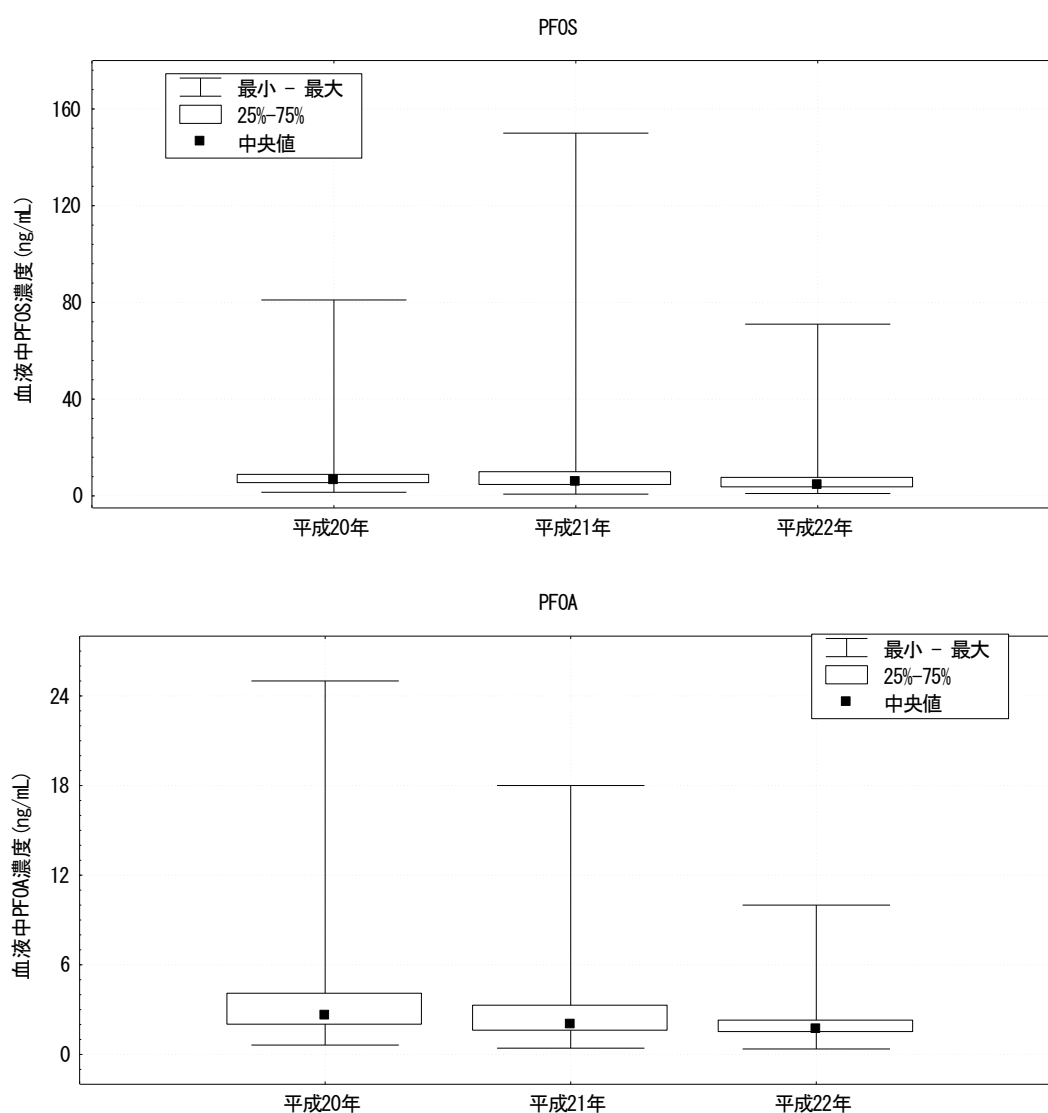 PFOS
最小 - 最大
25%-75%
中央値
血液中PFOS濃度(ng/mL)
160
120
80
40
0
平成20年
平成21年
平成22年
PFOA
最小 - 最大
25%-75%
中央値
血液中PFOA濃度(ng/mL)
24
18
12
6
0
平成20年
平成21年
平成22年